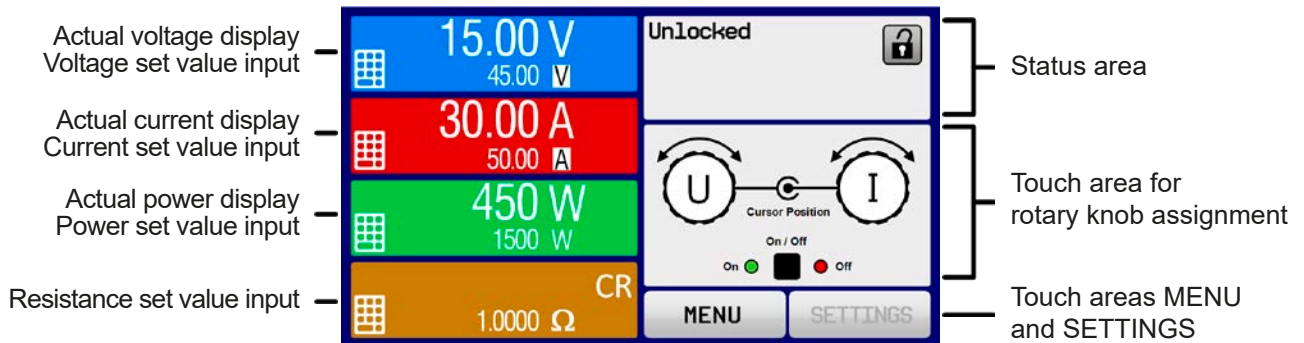 Actual voltage display
Voltage set value input
Actual current display
Current set value input
Actual power display
Power set value input
Resistance set value input
15.00 V
45.00 V
30.00 A
50.00 A
450 W
1500 W
CR
1.0000 Ω
Unlocked
U
I
Cursor Position
On / Off
On
Off
MENU
SETTINGS
Status area
Touch area for
rotary knob assignment
Touch areas MENU
and SETTINGS